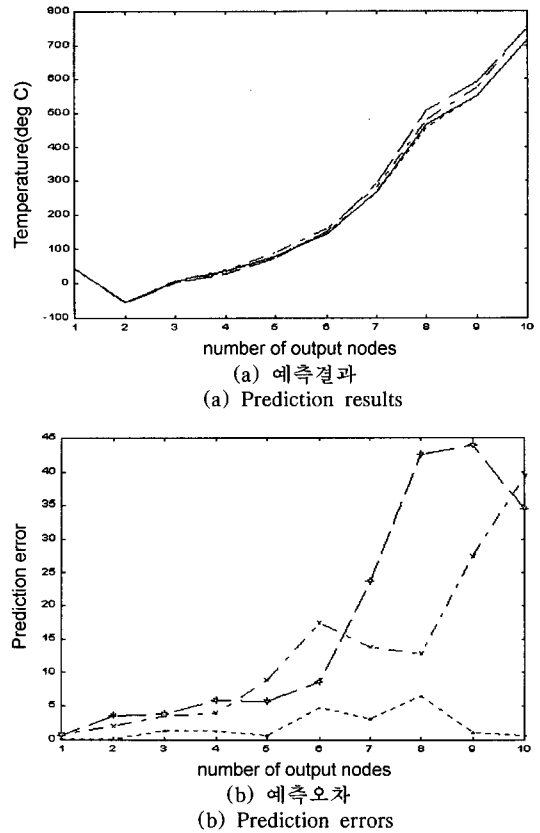 800
700
600
500
400
300
200
100
0
-100
Temperature(deg C)
1 2 3 4 5 6 7 8 9 10
number of output nodes
(a) 예측결과
(a) Prediction results
45
40
35
30
25
20
15
10
5
0
Prediction error
1 2 3 4 5 6 7 8 9 10
number of output nodes
(b) 예측오차
(b) Prediction errors